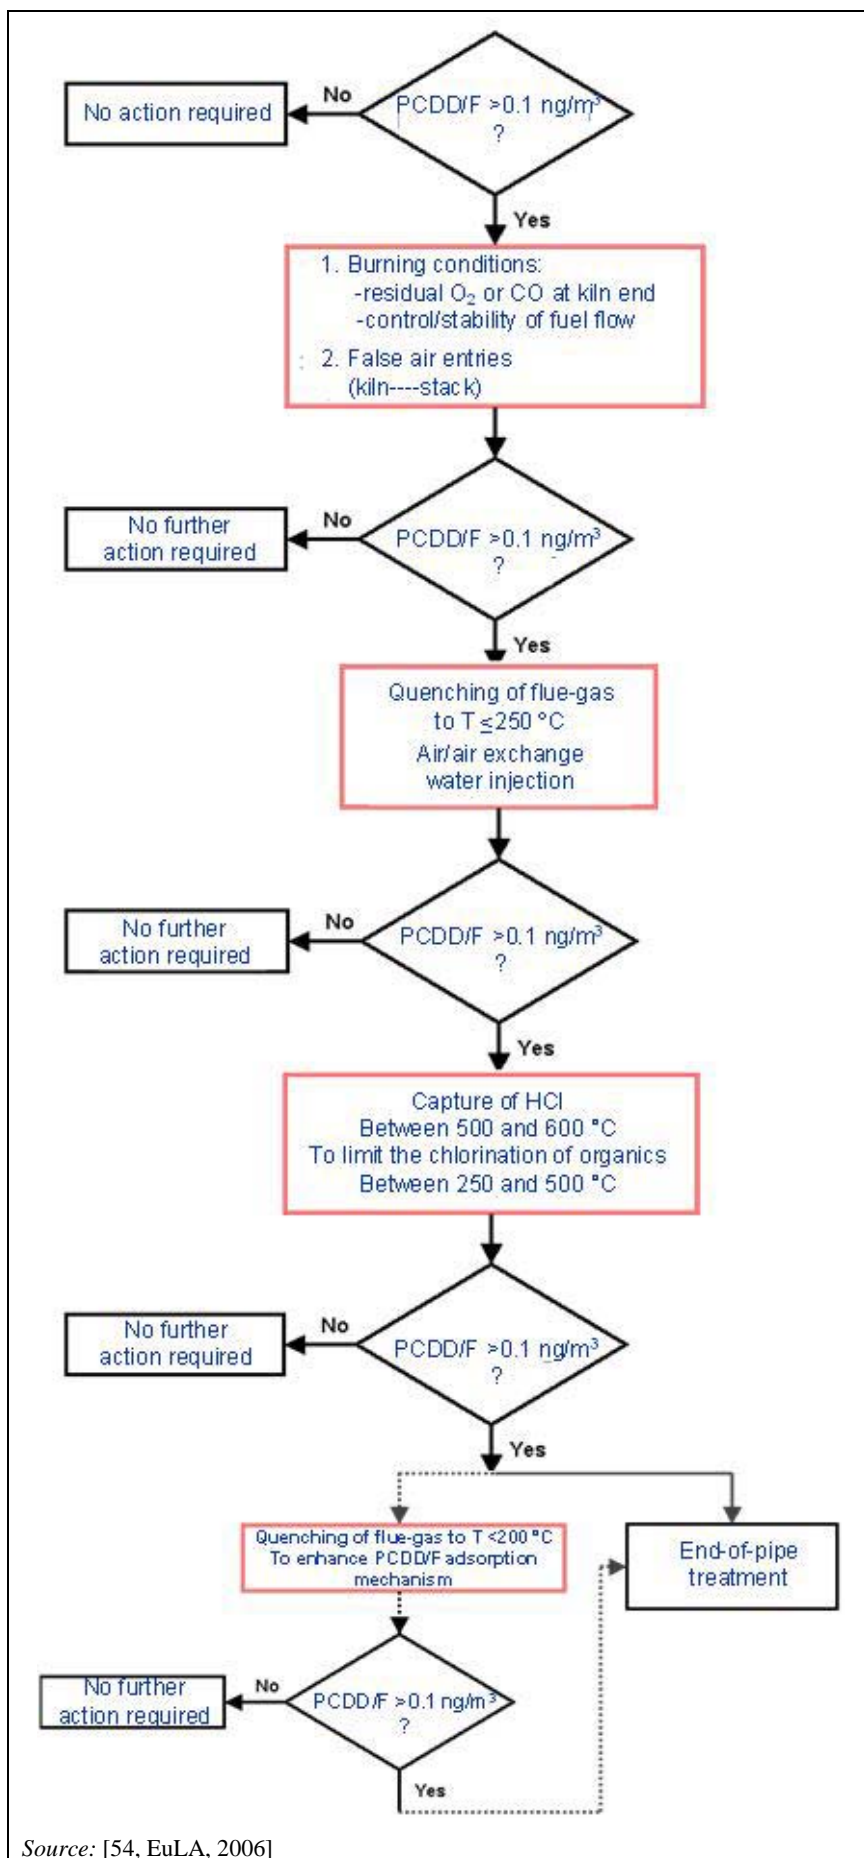 PCDD/F >0.1 ng/m³
?
No
No action required
Yes
1. Burning conditions:
-residual O₂ or CO at kiln end
-control/stability of fuel flow
: 2. False air entries
(kiln----stack)
PCDD/F >0.1 ng/m³
?
No
No further
action required
Yes
Quenching of flue-gas
to T ≤250 °C
Air/air exchange
water injection
PCDD/F >0.1 ng/m³
?
No
No further
action required
Yes
Capture of HCl
Between 500 and 600 °C
To limit the chlorination of organics
Between 250 and 500 °C
PCDD/F >0.1 ng/m³
?
No
No further
action required
Yes
Quenching of flue-gas to T <200 °C
To enhance PCDD/F adsorption
mechanism
End-of-pipe
treatment
PCDD/F >0.1 ng/m³
?
No
No further
action required
Yes
Source: [54, EuLA, 2006]